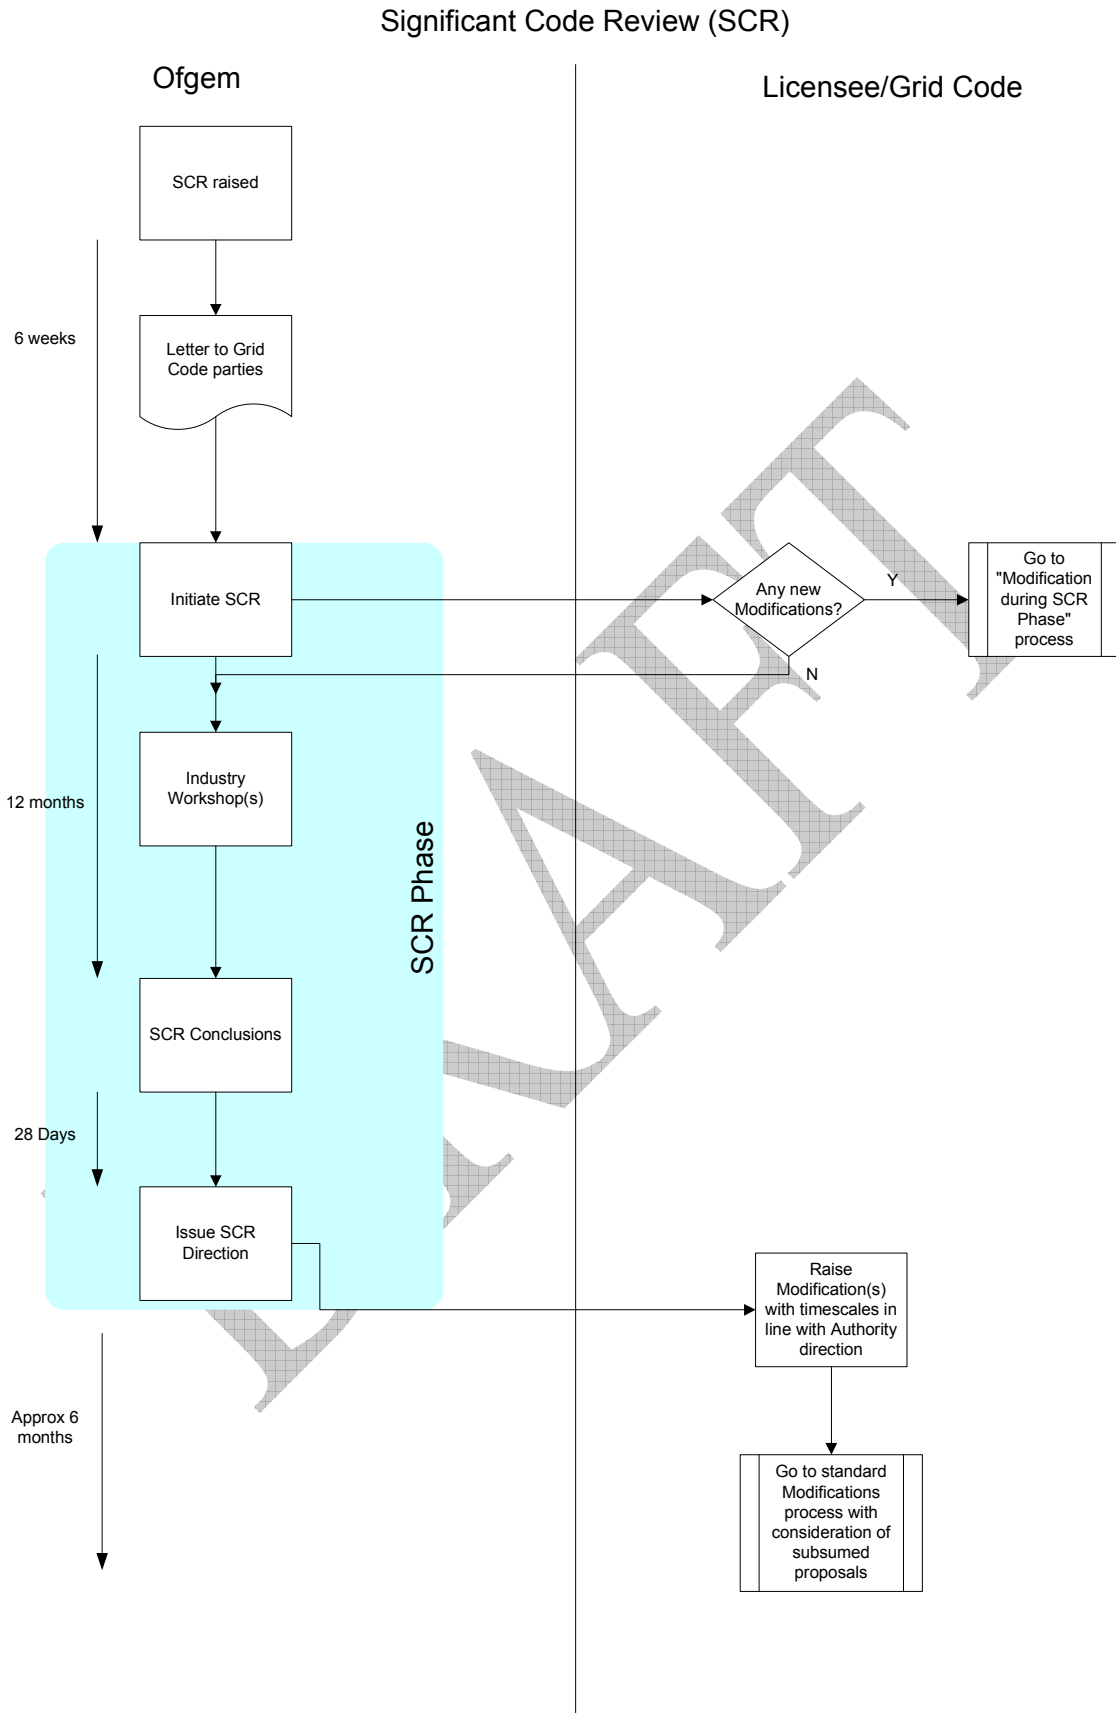 Significant Code Review (SCR)
Ofgem
Licensee/Grid Code
SCR raised
6 weeks
Letter to Grid
Code parties
Initiate SCR
Any new
Modifications?
Y
Go to
"Modification
during SCR
Phase"
process
N
Industry
Workshop(s)
12 months
SCR Phase
SCR Conclusions
28 Days
Issue SCR
Direction
Raise
Modification(s)
with timescales in
line with Authority
direction
Approx 6
months
Go to standard
Modifications
process with
consideration of
subsumed
proposals
DRAFT